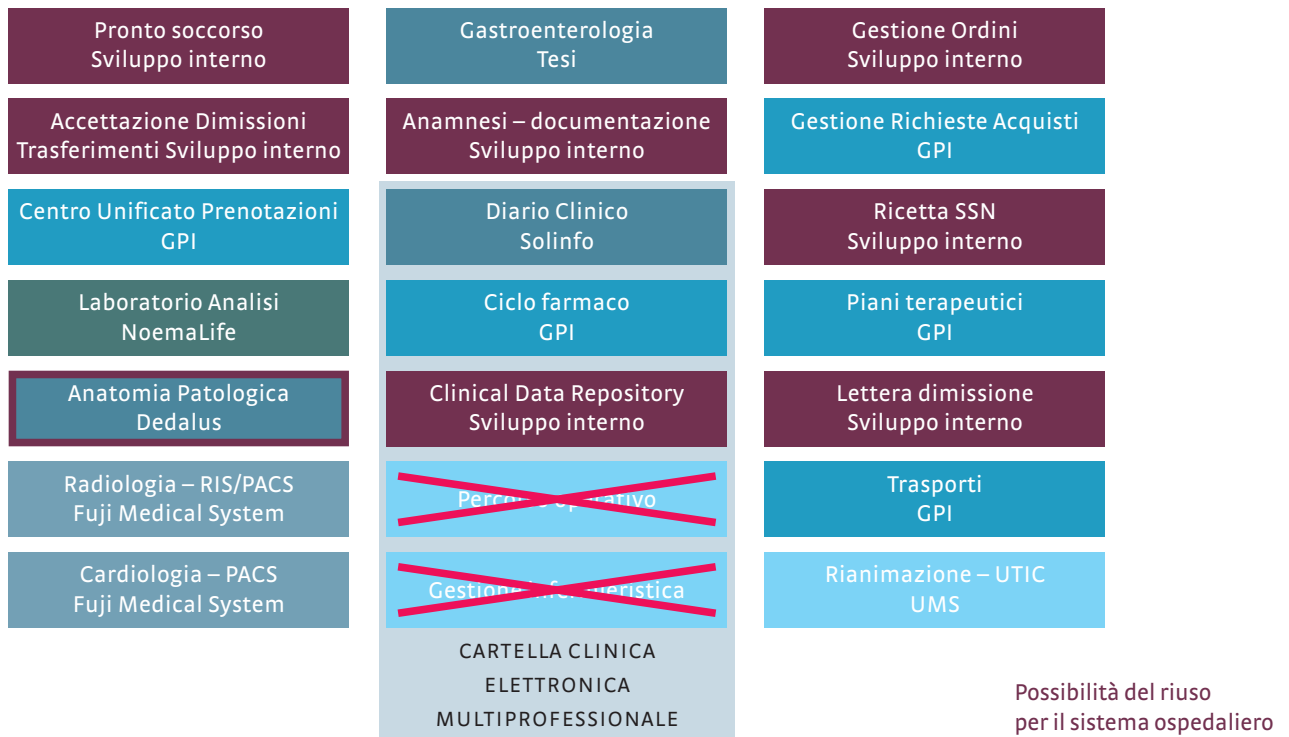 Pronto soccorso
Sviluppo interno
Accettazione Dimissioni
Trasferimenti Sviluppo interno
Centro Unificato Prenotazioni
GPI
Laboratorio Analisi
NoemaLife
Anatomia Patologica
Dedalus
Radiologia – RIS/PACS
Fuji Medical System
Cardiologia – PACS
Fuji Medical System
Gastroenterologia
Tesi
Anamnesi – documentazione
Sviluppo interno
Diario Clinico
Solinfo
Ciclo farmaco
GPI
Clinical Data Repository
Sviluppo interno
Percorso operativo
Gestione infermieristica
CARTELLA CLINICA
ELETTRONICA
MULTIPROFESSIONALE
Gestione Ordini
Sviluppo interno
Gestione Richieste Acquisti
GPI
Ricetta SSN
Sviluppo interno
Piani terapeutici
GPI
Lettera dimissione
Sviluppo interno
Trasporti
GPI
Rianimazione – UTIC
UMS
Possibilità del riuso
per il sistema ospedaliero